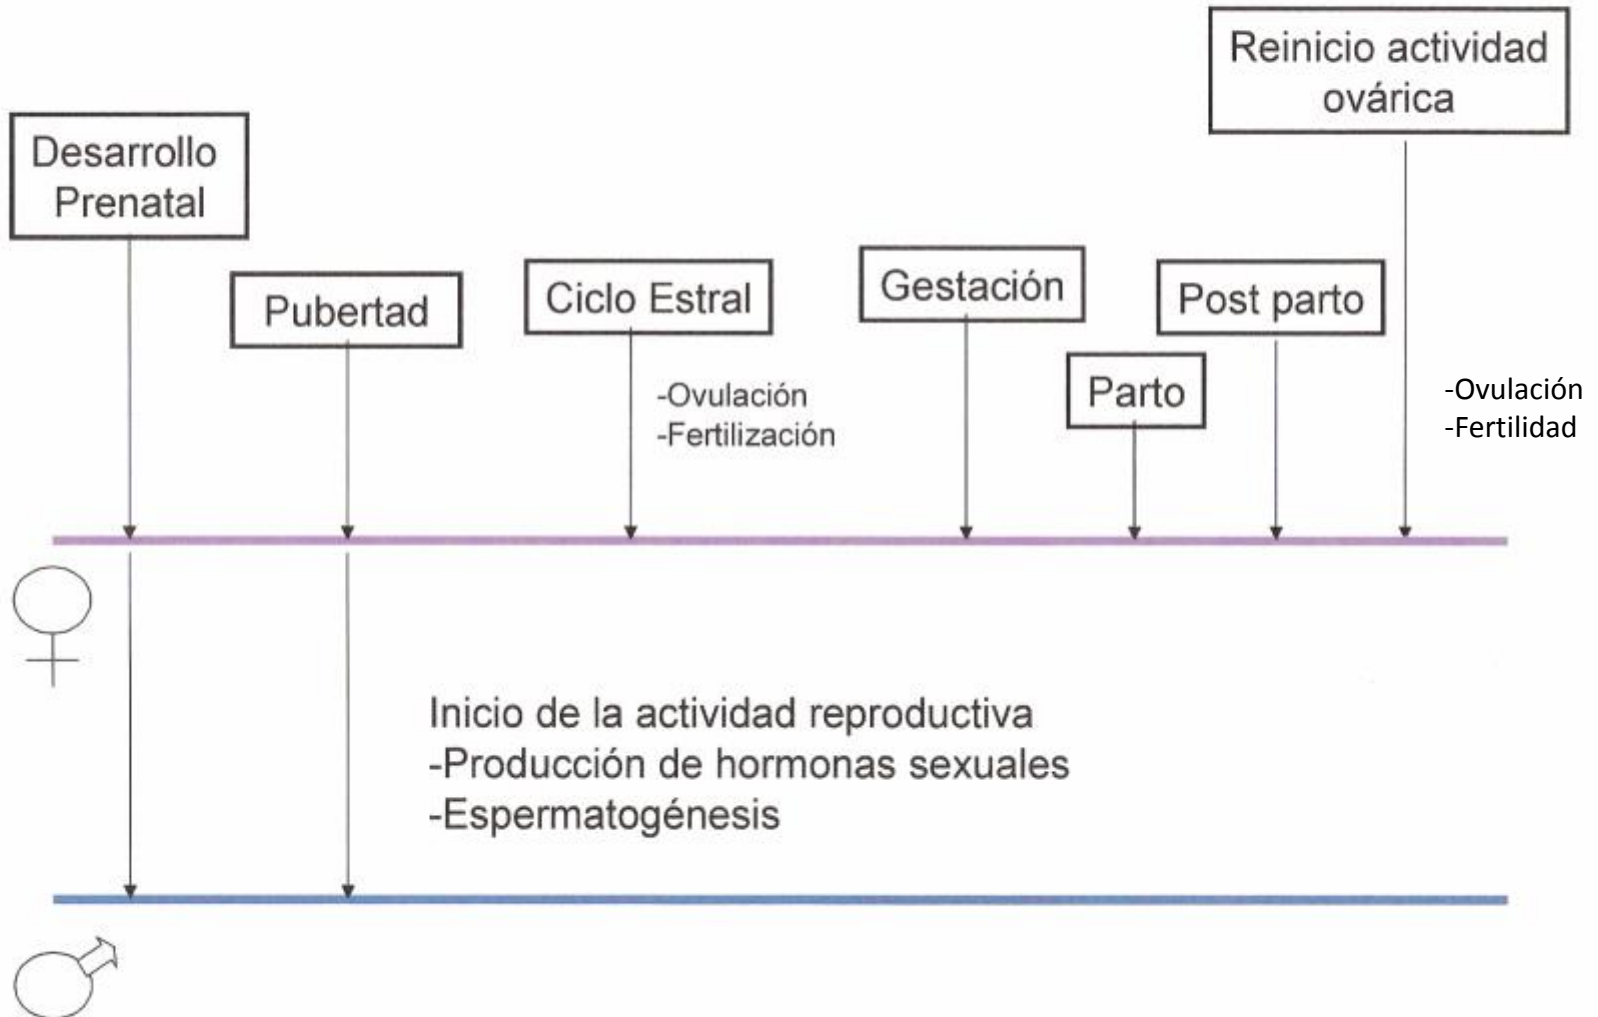 Reinicio actividad
ovárica
Desarrollo
Prenatal
Pubertad
Ciclo Estral
Gestación
Post parto
Parto
-Ovulación
-Fertilización
-Ovulación
-Fertilidad
Inicio de la actividad reproductiva
-Producción de hormonas sexuales
-Espermatogénesis